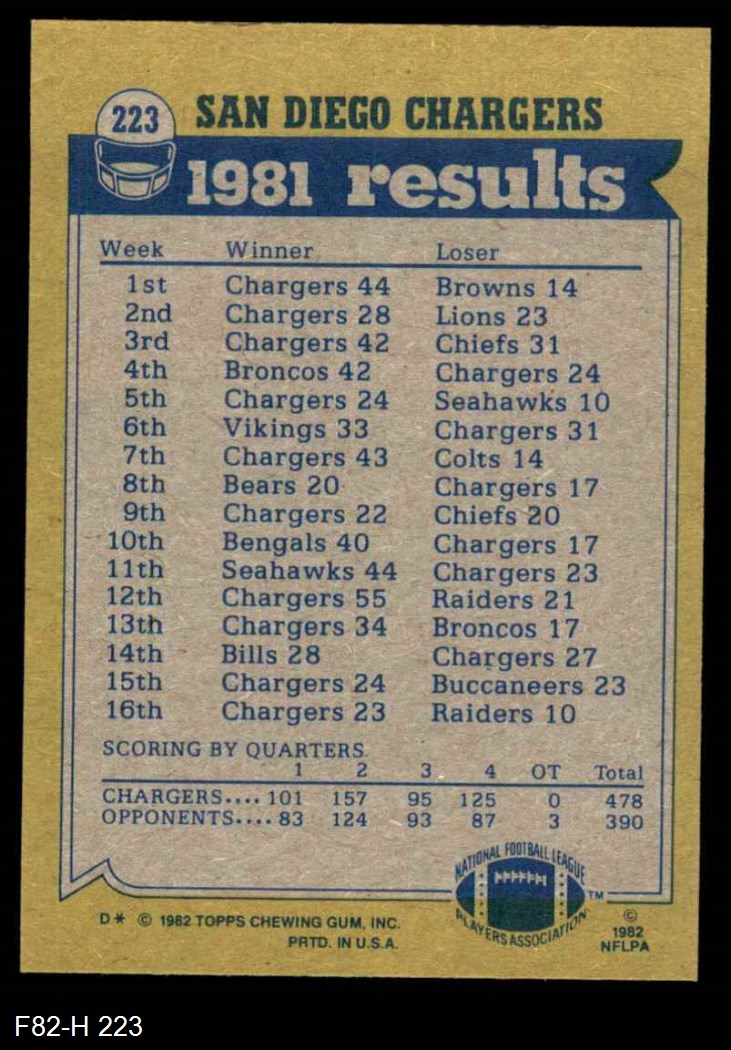 223 SAN DIEGO CHARGERS
1981 results
Week Winner Loser
1st Chargers 44 Browns 14
2nd Chargers 28 Lions 23
3rd Chargers 42 Chiefs 31
4th Broncos 42 Chargers 24
5th Chargers 24 Seahawks 10
6th Vikings 33 Chargers 31
7th Chargers 43 Colts 14
8th Bears 20 Chargers 17
9th Chargers 22 Chiefs 20
10th Bengals 40 Chargers 17
11th Seahawks 44 Chargers 23
12th Chargers 55 Raiders 21
13th Chargers 34 Broncos 17
14th Bills 28 Chargers 27
15th Chargers 24 Buccaneers 23
16th Chargers 23 Raiders 10
SCORING BY QUARTERS
1 2 3 4 OT Total
CHARGERS.... 101 157 95 125 0 478
OPPONENTS.... 83 124 93 87 3 390
NATIONAL FOOTBALL LEAGUE
PLAYERS ASSOCIATION
TM
D* © 1982 TOPPS CHEWING GUM, INC.
PRTD. IN U.S.A.
©
1982
NFLPA
F82-H 223